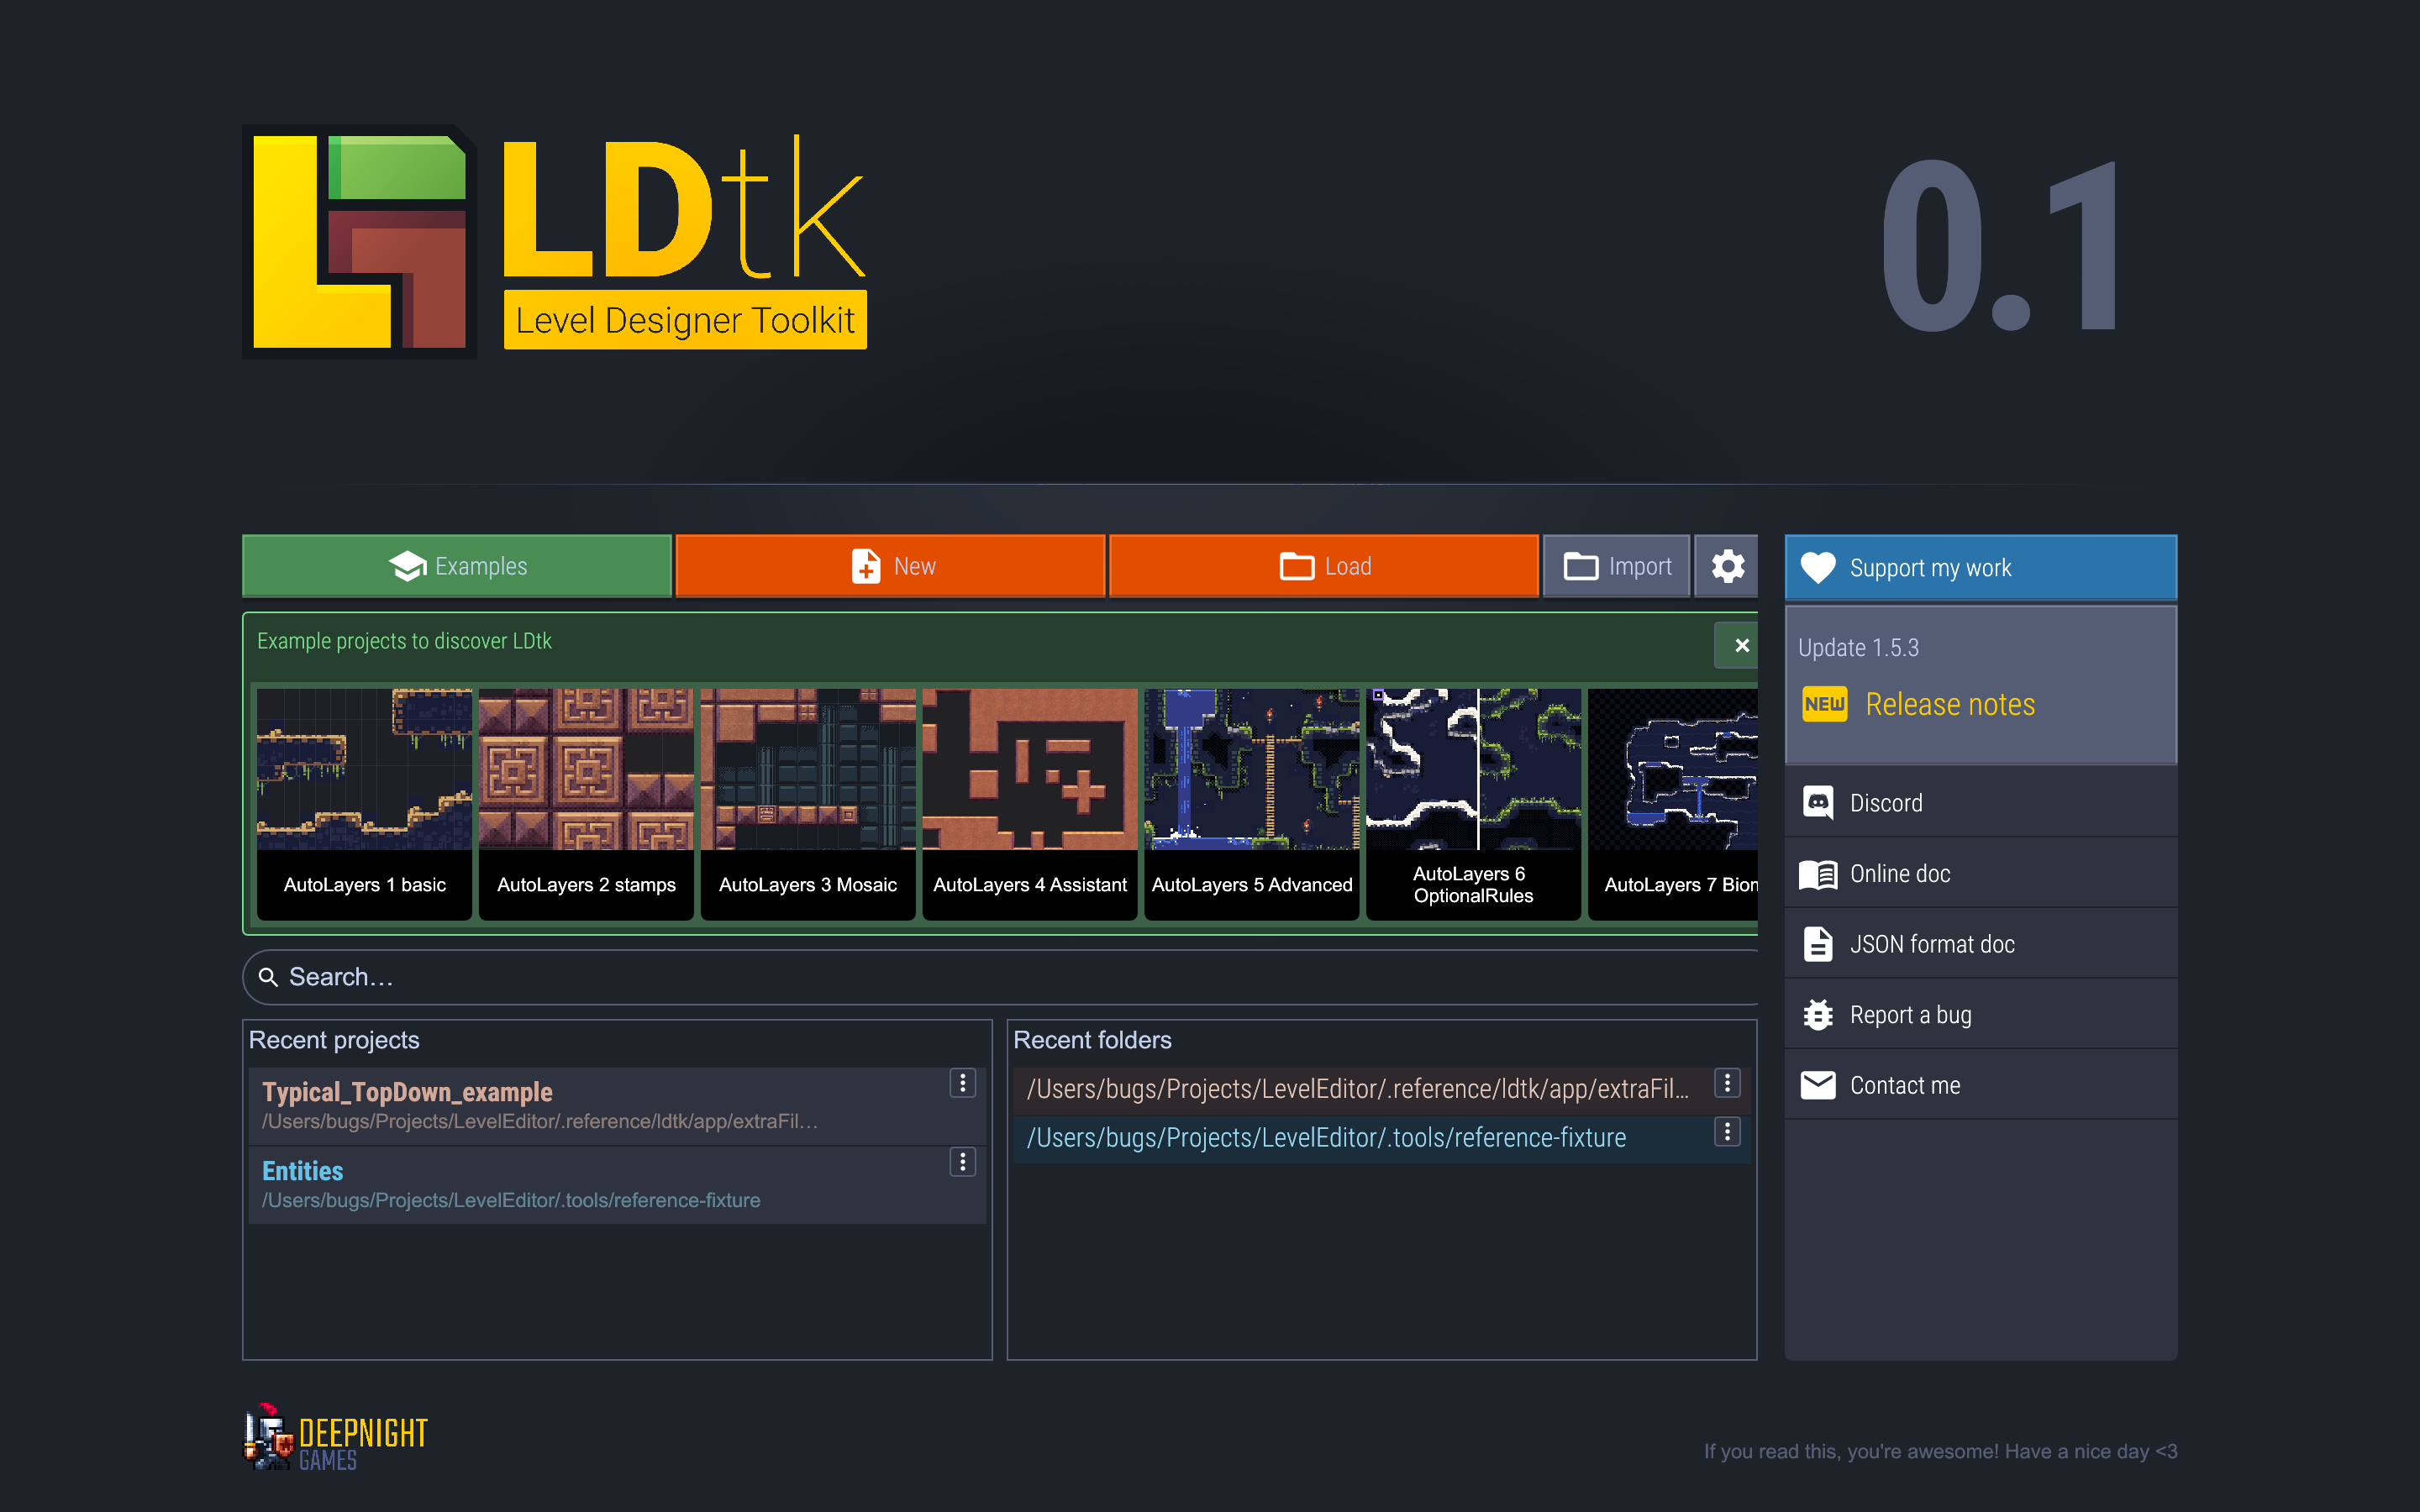 LDtk
Level Designer Toolkit
0.1
Examples
New
Load
Import
Support my work
Example projects to discover LDtk
Update 1.5.3
NEW
Release notes
AutoLayers 1 basic
AutoLayers 2 stamps
AutoLayers 3 Mosaic
AutoLayers 4 Assistant
AutoLayers 5 Advanced
AutoLayers 6
OptionalRules
AutoLayers 7 Bion
Discord
Online doc
JSON format doc
Report a bug
Contact me
Search...
Recent projects
Typical_TopDown_example
/Users/bugs/Projects/LevelEditor/.reference/ldtk/app/extraFil...
Entities
/Users/bugs/Projects/LevelEditor/.tools/reference-fixture
Recent folders
/Users/bugs/Projects/LevelEditor/.reference/ldtk/app/extraFil...
/Users/bugs/Projects/LevelEditor/.tools/reference-fixture
DEEPNIGHT
GAMES
If you read this, you're awesome! Have a nice day <3